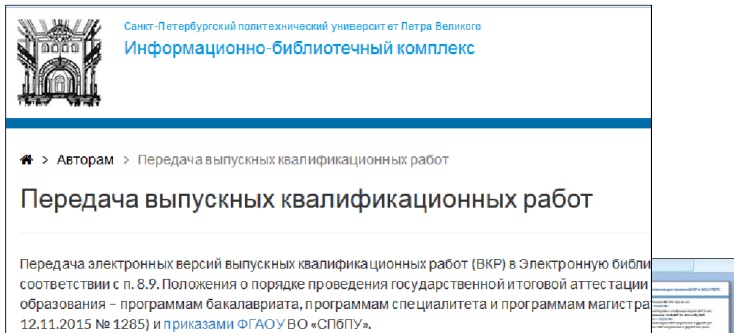 Санкт-Петербургский политехнический университет Петра Великого
Информационно-библиотечный комплекс
> Авторам > Передача выпускных квалификационных работ
Передача выпускных квалификационных работ
Передача электронных версий выпускных квалификационных работ (ВКР) в Электронную библи
соответствии с п. 8.9. Положения о порядке проведения государственной итоговой аттестации
образования – программам бакалавриата, программам специалитета и программам магистра
12.11.2015 № 1285) и приказами ФГАОУ ВО «СПбПУ».